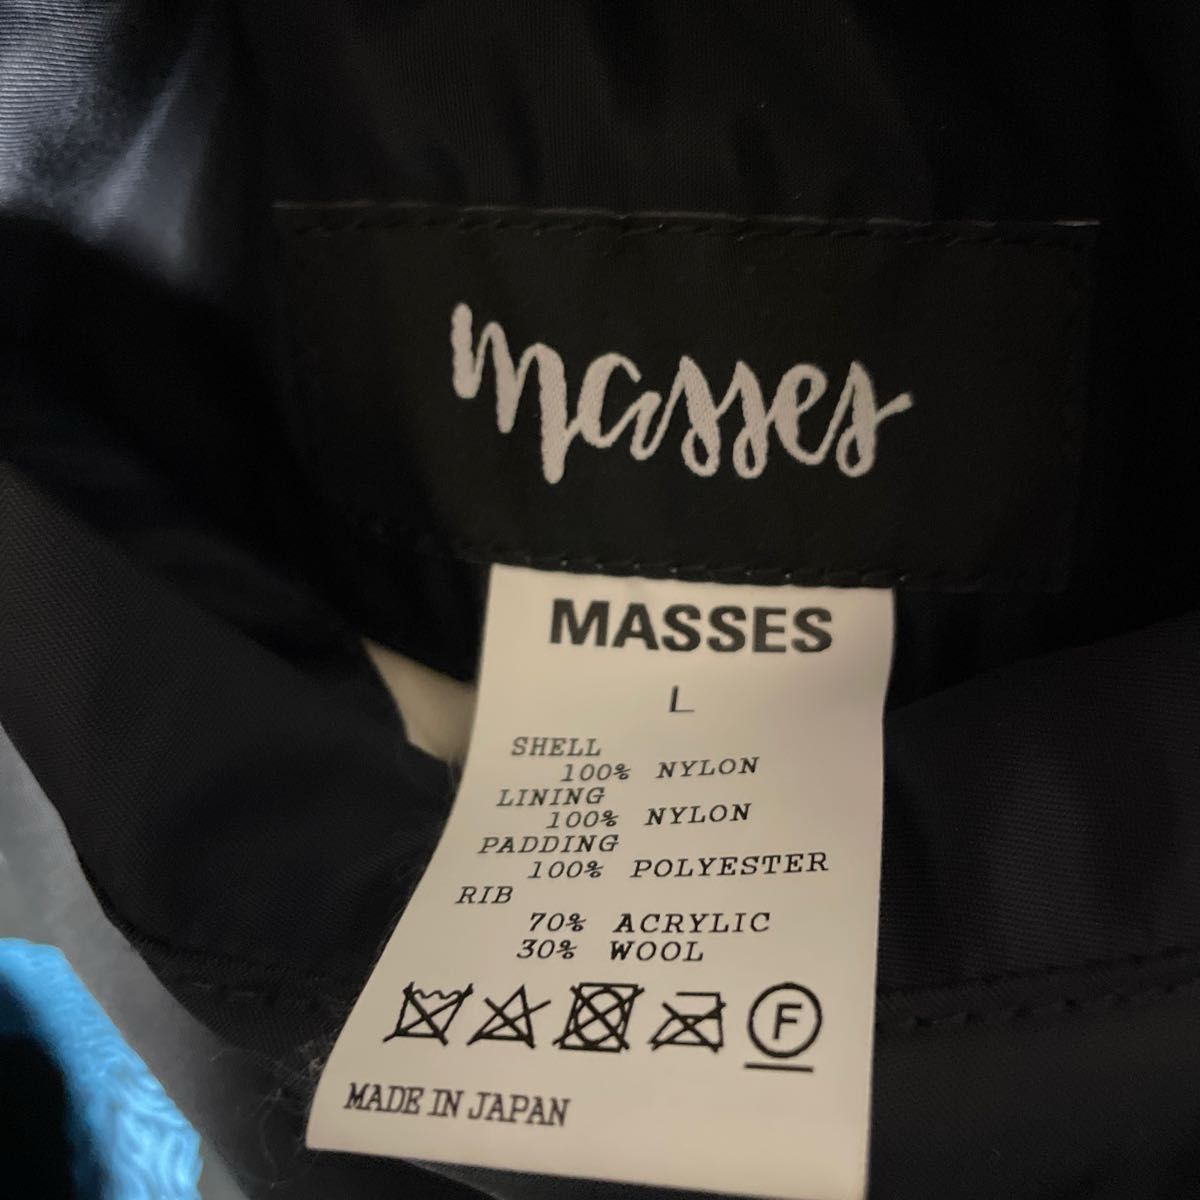 masses
MASSES
L
SHELL
100% NYLON
LINING
100% NYLON
PADDING
100% POLYESTER
RIB
70% ACRYLIC
30% WOOL
F
MADE IN JAPAN